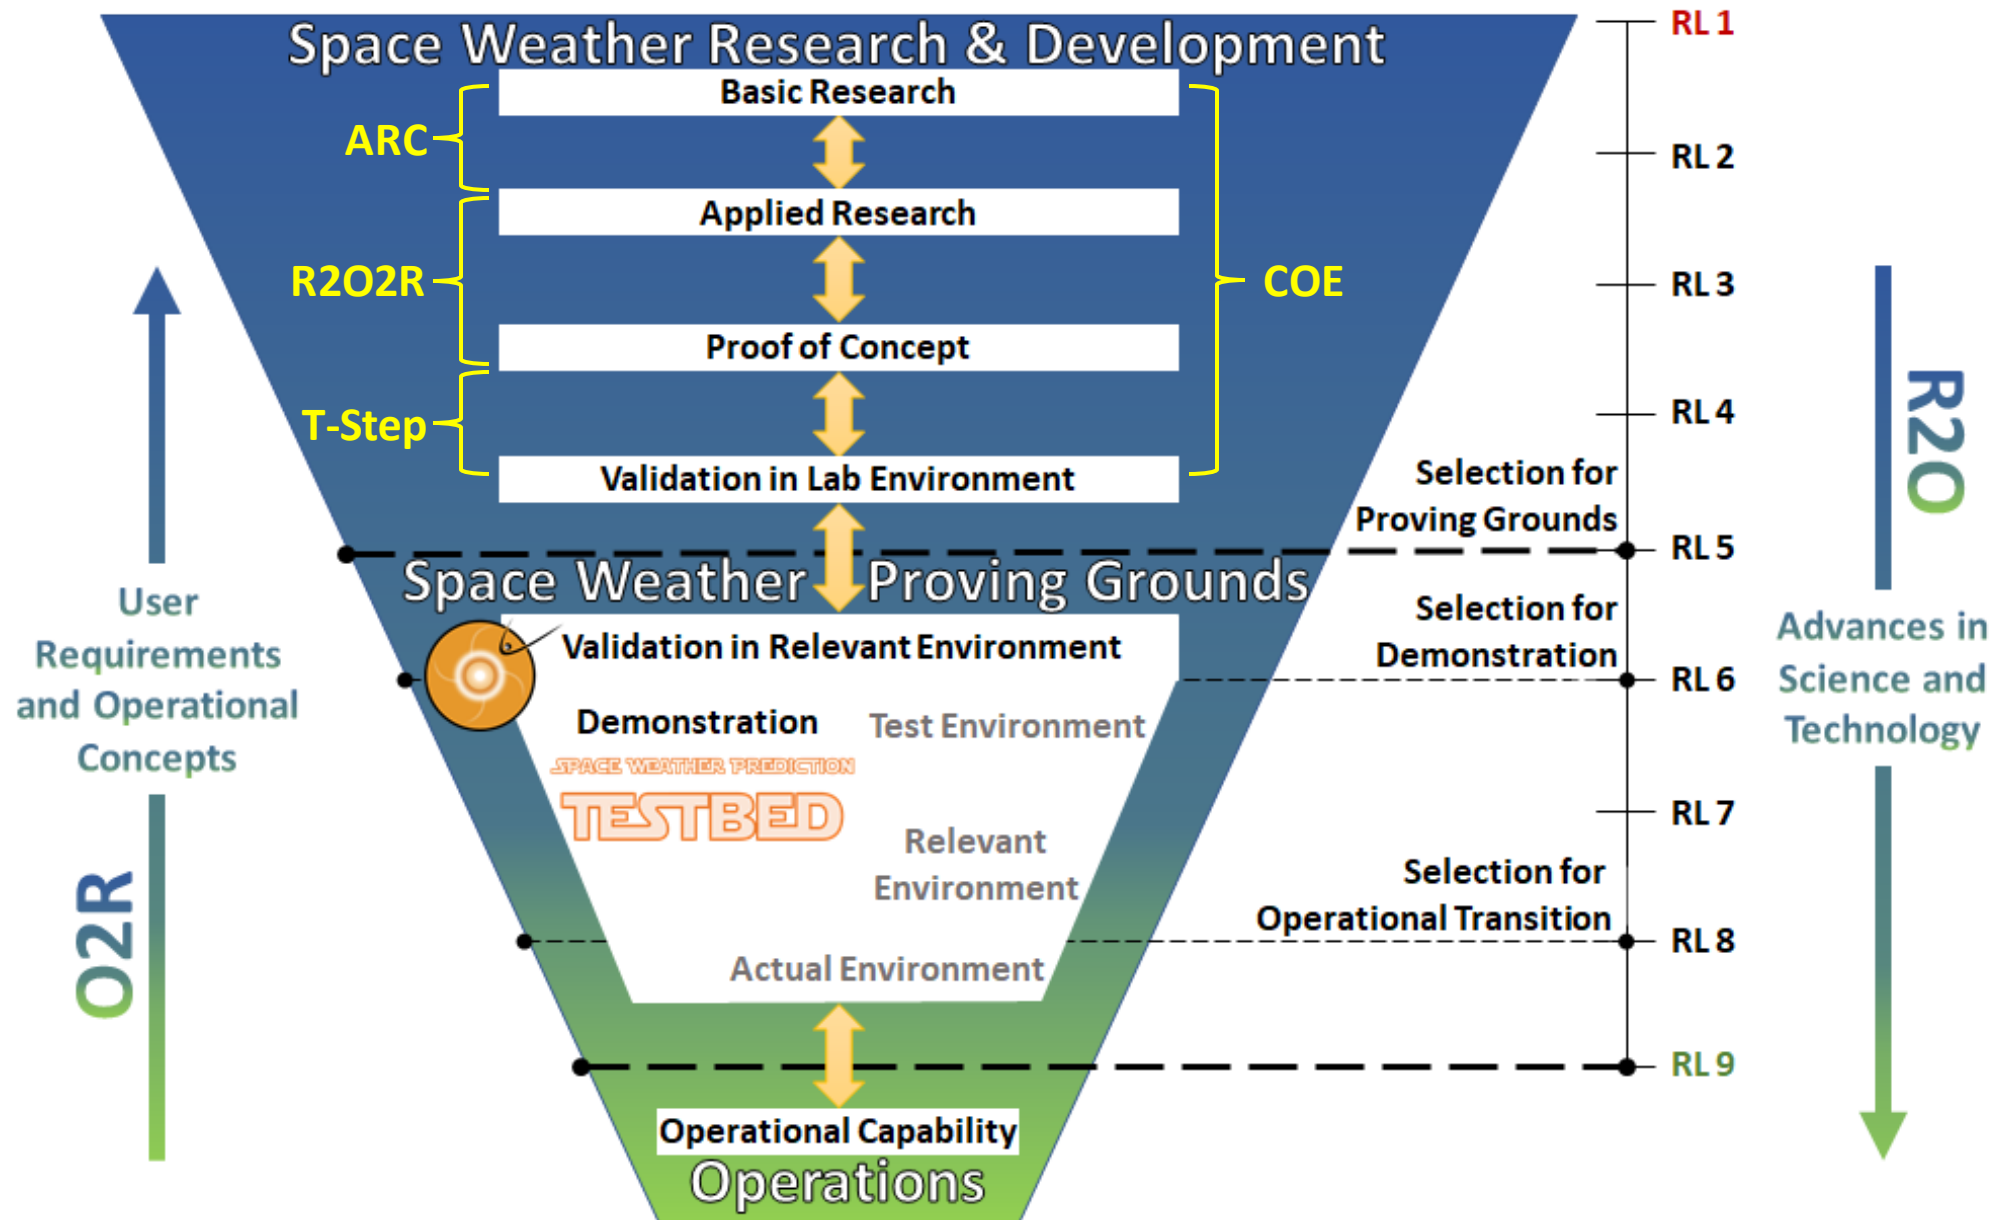 Space Weather Research & Development
Basic Research
ARC
Applied Research
R2O2R
COE
Proof of Concept
T-Step
Validation in Lab Environment
Space Weather Proving Grounds
Validation in Relevant Environment
Demonstration
Test Environment
SPACE WEATHER PREDICTION
TESTBED
Relevant
Environment
Actual Environment
Operational Capability
Operations
User
Requirements
and Operational
Concepts
O2R
RL 1
RL 2
RL 3
RL 4
Selection for
Proving Grounds
RL 5
Selection for
Demonstration
RL 6
RL 7
Selection for
Operational Transition
RL 8
RL 9
R2O
Advances in
Science and
Technology